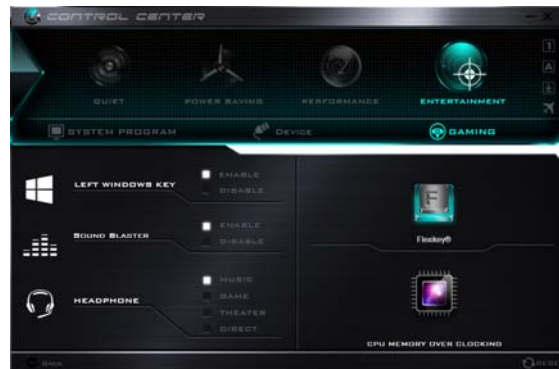 CONTROL CENTER
QUIET
POWER SAVING
PERFORMANCE
ENTERTAINMENT
1
A
SYSTEM PROGRAM
DEVICE
GAMING
LEFT WINDOWS KEY
ENABLE
DISABLE
SOUND BLASTER
ENABLE
DISABLE
HEADPHONE
MUSIC
GAME
THEATER
DIRECT
F
Flexikey®
CPU MEMORY OVER CLOCKING
BACK